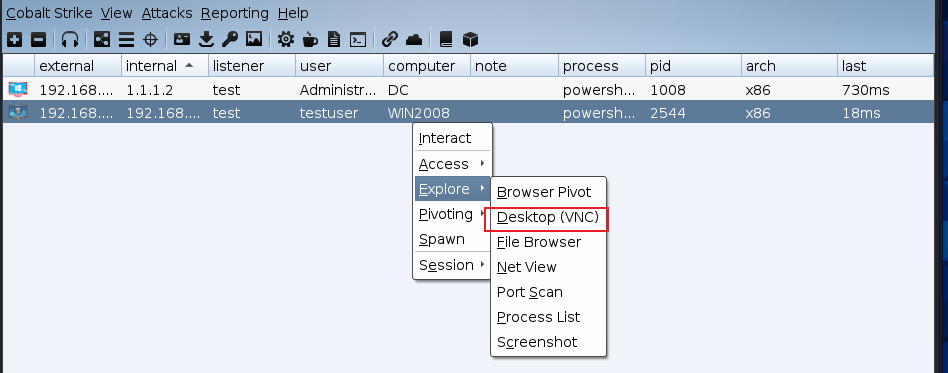 Cobalt Strike View Attacks Reporting Help
external internal listener user computer note process pid arch last
192.168.... 1.1.1.2 test Administr... DC powersh... 1008 x86 730ms
192.168.... 192.168.... test testuser WIN2008 powersh... 2544 x86 18ms
Interact
Access
Explore
Pivoting
Spawn
Session
Browser Pivot
Desktop (VNC)
File Browser
Net View
Port Scan
Process List
Screenshot